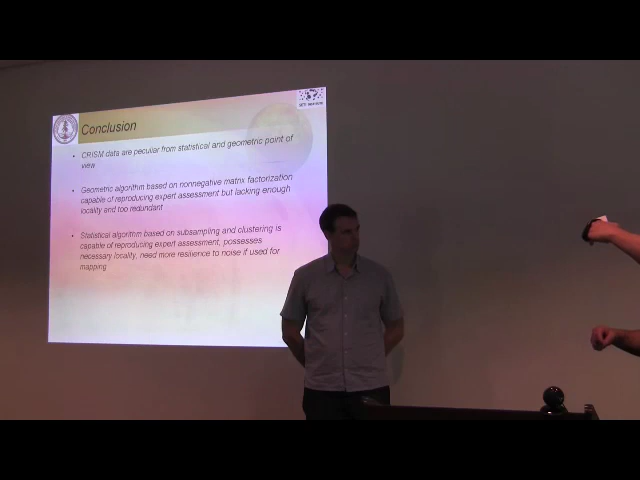 SETI INSTITUTE
Conclusion
• CRISM data are peculiar from statistical and geometric point of
view
• Geometric algorithm based on nonnegative matrix factorization
capable of reproducing expert assessment but lacking enough
locality and too redundant
• Statistical algorithm based on subsampling and clustering is
capable of reproducing expert assessment, possesses
necessary locality, need more resilience to noise if used for
mapping